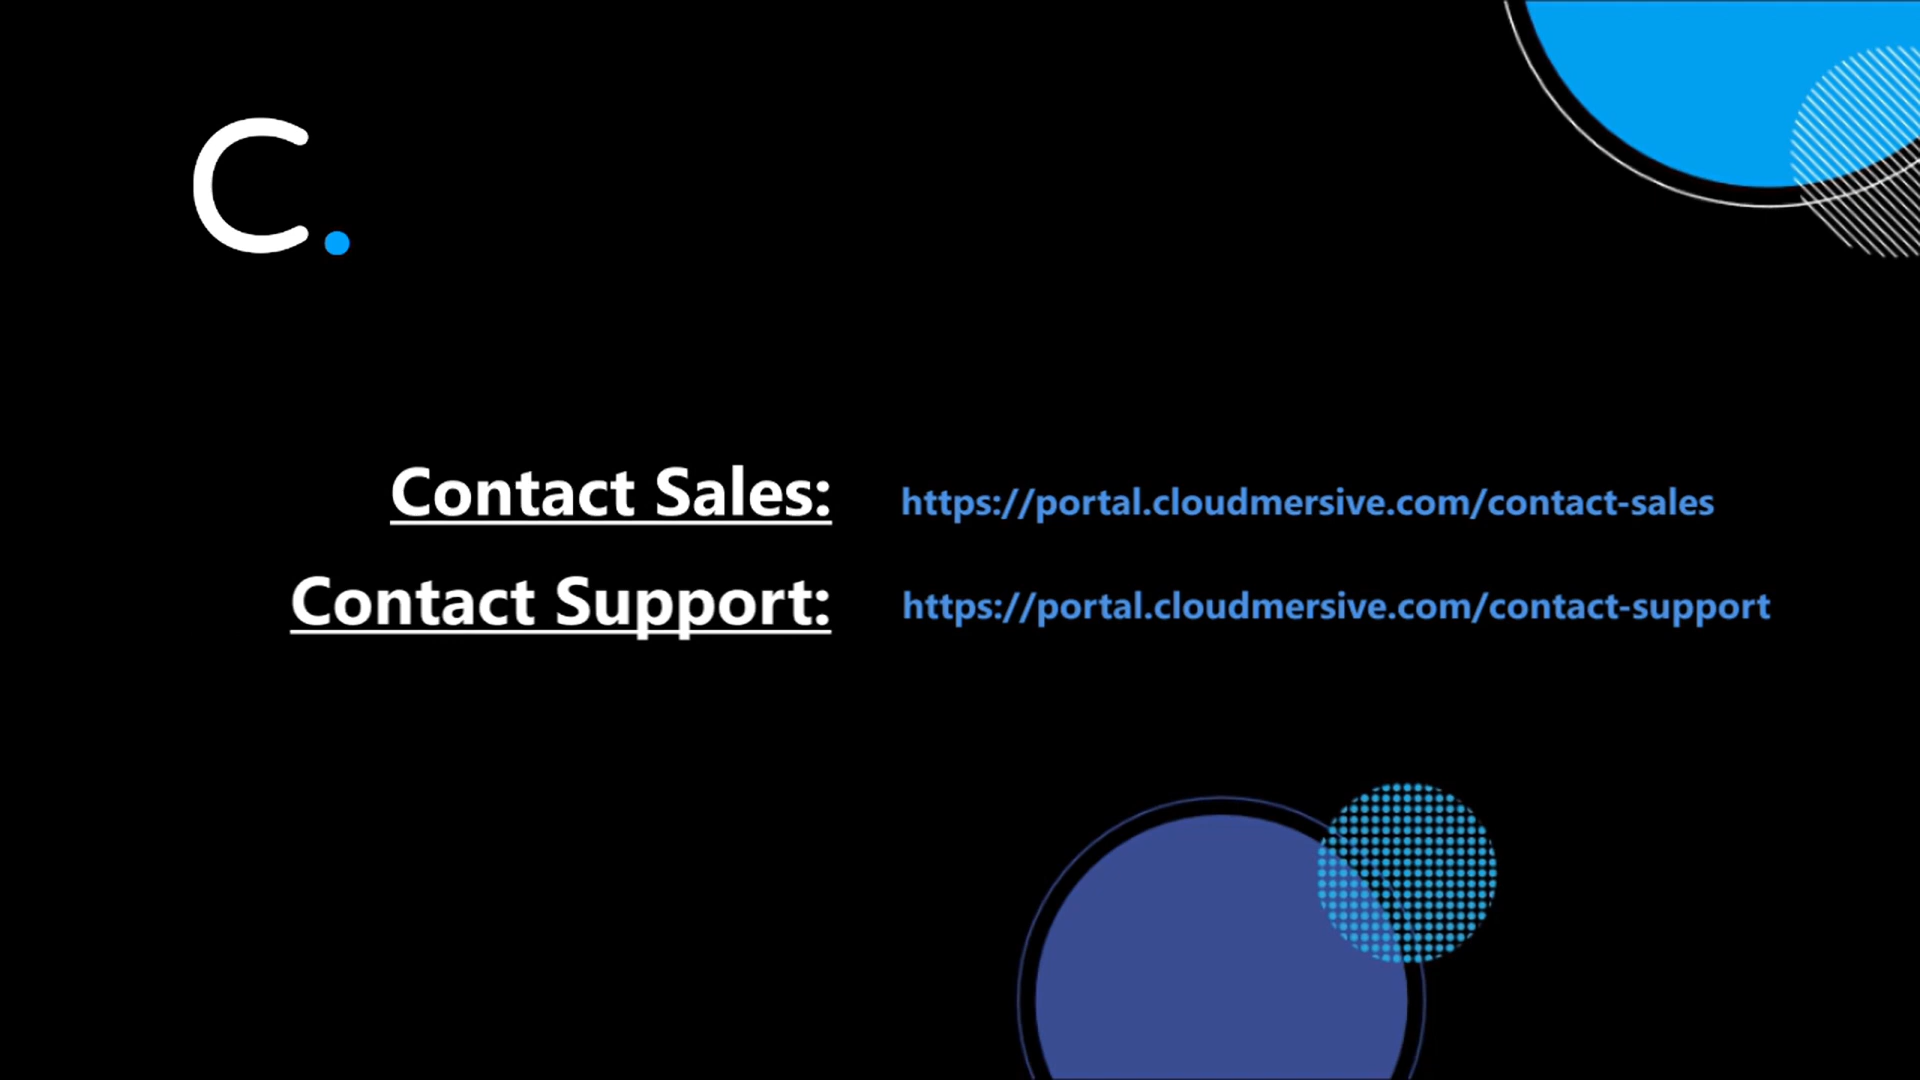 C.
Contact Sales: https://portal.cloudmersive.com/contact-sales
Contact Support: https://portal.cloudmersive.com/contact-support